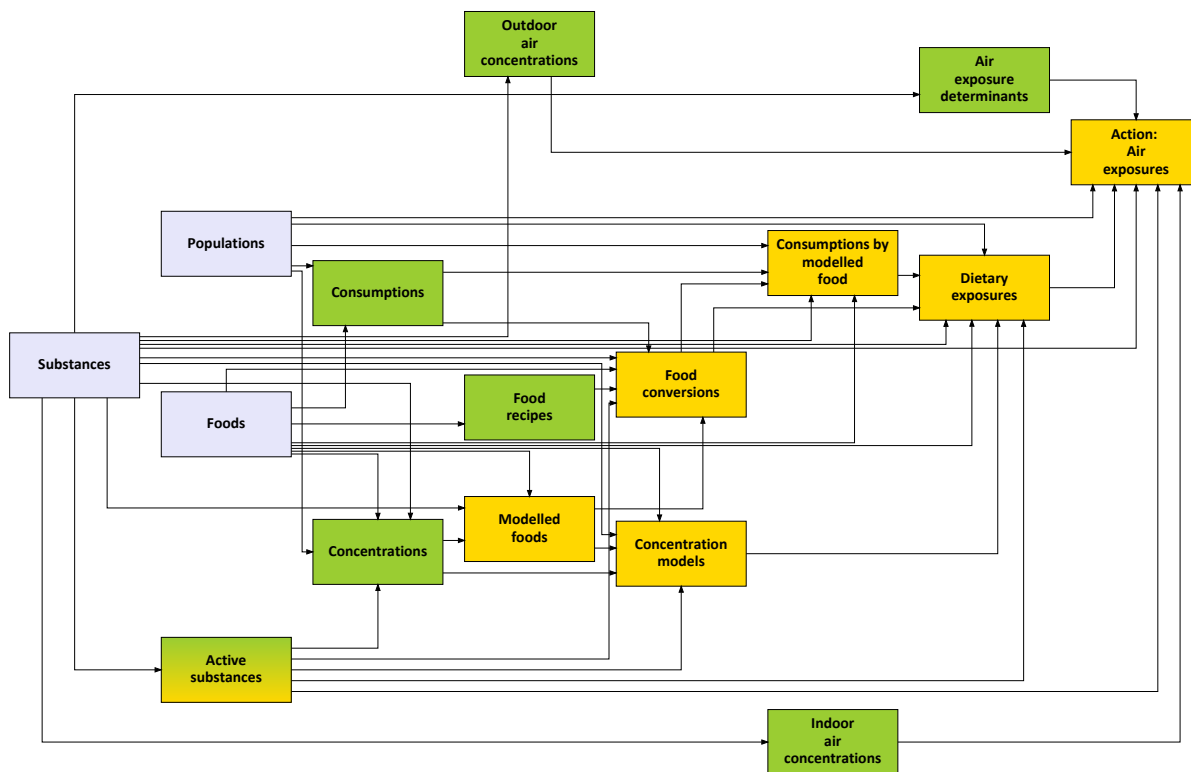 Outdoor
air
concentrations
Air
exposure
determinants
Action:
Air
exposures
Populations
Consumptions by
modelled
food
Consumptions
Dietary
exposures
Substances
Food
conversions
Food
recipes
Foods
Modelled
foods
Concentrations
Concentration
models
Active
substances
Indoor
air
concentrations